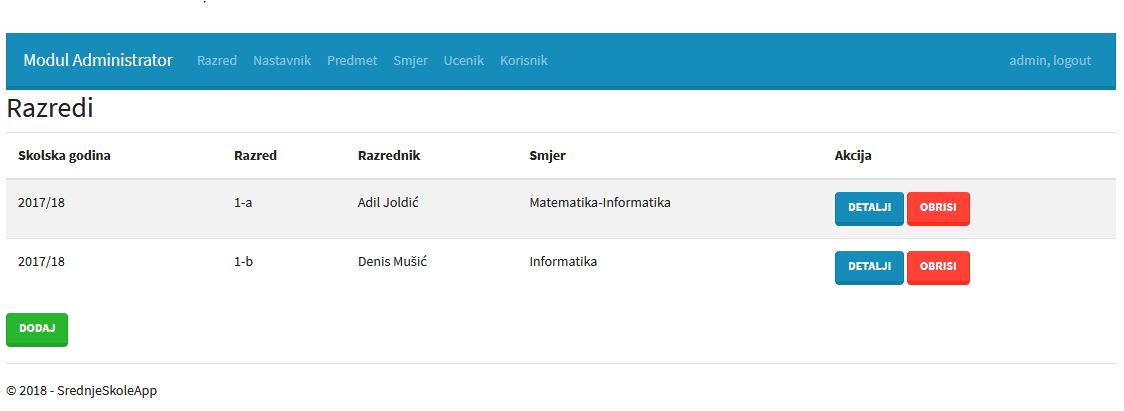 Modul Administrator Razred Nastavnik Predmet Smjer Ucenik Korisnik admin, logout
Razredi
Skolska godina Razred Razrednik Smjer Akcija
2017/18 1-a Adil Joldić Matematika-Informatika DETALJI OBRISI
2017/18 1-b Denis Mušić Informatika DETALJI OBRISI
DODAJ
© 2018 - SrednjeSkoleApp